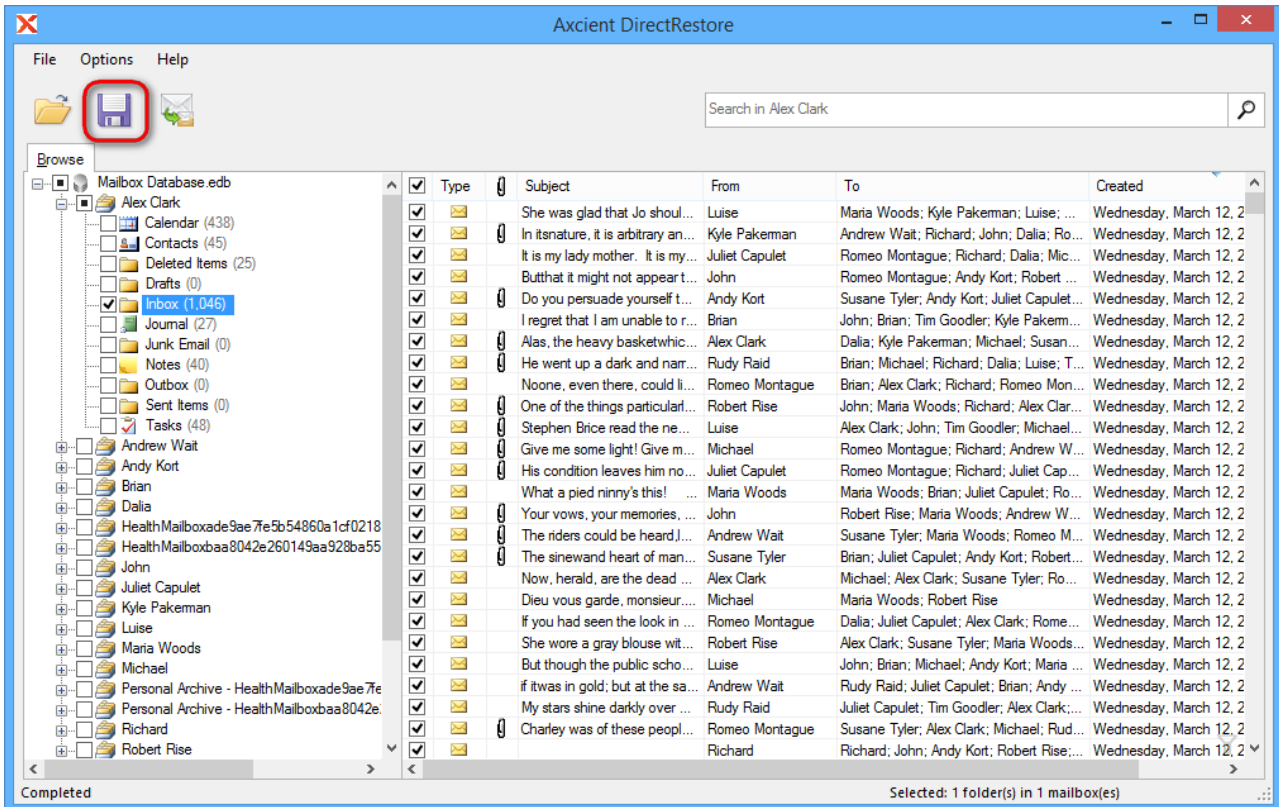 Axcient DirectRestore
File Options Help
Search in Alex Clark
Browse
Mailbox Database.edb
Alex Clark
Calendar (438)
Contacts (45)
Deleted Items (25)
Drafts (0)
Inbox (1,046)
Journal (27)
Junk Email (0)
Notes (40)
Outbox (0)
Sent Items (0)
Tasks (48)
Andrew Wait
Andy Kort
Brian
Dalia
HealthMailboxade9ae7fe5b54860a1cf0218
HealthMailboxbaa8042e260149aa928ba55
John
Juliet Capulet
Kyle Pakerman
Luise
Maria Woods
Michael
Personal Archive - HealthMailboxade9ae7fe
Personal Archive - HealthMailboxbaa8042e
Richard
Robert Rise
Type Subject From To Created
She was glad that Jo shoul... Luise Maria Woods; Kyle Pakerman; Luise; ... Wednesday, March 12, 2
In itsnature, it is arbitrary an... Kyle Pakerman Andrew Wait; Richard; John; Dalia; Ro... Wednesday, March 12, 2
It is my lady mother. It is my... Juliet Capulet Romeo Montague; Richard; Dalia; Mic... Wednesday, March 12, 2
Butthat it might not appear t... John Romeo Montague; Andy Kort; Robert ... Wednesday, March 12, 2
Do you persuade yourself t... Andy Kort Susane Tyler; Andy Kort; Juliet Capulet... Wednesday, March 12, 2
I regret that I am unable to r... Brian John; Brian; Tim Goodler; Kyle Pakerm... Wednesday, March 12, 2
Alas, the heavy basketwhic... Alex Clark Dalia; Kyle Pakerman; Michael; Susan... Wednesday, March 12, 2
He went up a dark and narr... Rudy Raid Brian; Michael; Richard; Dalia; Luise; T... Wednesday, March 12, 2
Noone, even there, could li... Romeo Montague Brian; Alex Clark; Richard; Romeo Mon... Wednesday, March 12, 2
One of the things particularl... Robert Rise John; Maria Woods; Richard; Alex Clar... Wednesday, March 12, 2
Stephen Brice read the ne... Luise Alex Clark; John; Tim Goodler; Michael... Wednesday, March 12, 2
Give me some light! Give m... Michael Romeo Montague; Richard; Andrew W... Wednesday, March 12, 2
His condition leaves him no... Juliet Capulet Romeo Montague; Richard; Juliet Cap... Wednesday, March 12, 2
What a pied ninny's this! ... Maria Woods Maria Woods; Brian; Juliet Capulet; Ro... Wednesday, March 12, 2
Your vows, your memories, ... John Robert Rise; Maria Woods; Andrew W... Wednesday, March 12, 2
The riders could be heard,l... Andrew Wait Susane Tyler; Maria Woods; Romeo M... Wednesday, March 12, 2
The sinewand heart of man... Susane Tyler Brian; Juliet Capulet; Andy Kort; Robert... Wednesday, March 12, 2
Now, herald, are the dead ... Alex Clark Michael; Alex Clark; Susane Tyler; Ro... Wednesday, March 12, 2
Dieu vous garde, monsieur.... Michael Maria Woods; Robert Rise Wednesday, March 12, 2
If you had seen the look in ... Romeo Montague Dalia; Juliet Capulet; Alex Clark; Rome... Wednesday, March 12, 2
She wore a gray blouse wit... Robert Rise Alex Clark; Susane Tyler; Maria Woods... Wednesday, March 12, 2
But though the public scho... Luise John; Brian; Michael; Andy Kort; Maria ... Wednesday, March 12, 2
if itwas in gold; but at the sa... Andrew Wait Rudy Raid; Juliet Capulet; Brian; Andy ... Wednesday, March 12, 2
My stars shine darkly over ... Rudy Raid Juliet Capulet; Tim Goodler; Alex Clark;... Wednesday, March 12, 2
Charley was of these peopl... Romeo Montague Susane Tyler; Alex Clark; Michael; Rud... Wednesday, March 12, 2
Richard Richard; John; Andy Kort; Robert Rise;... Wednesday, March 12, 2
Completed Selected: 1 folder(s) in 1 mailbox(es)